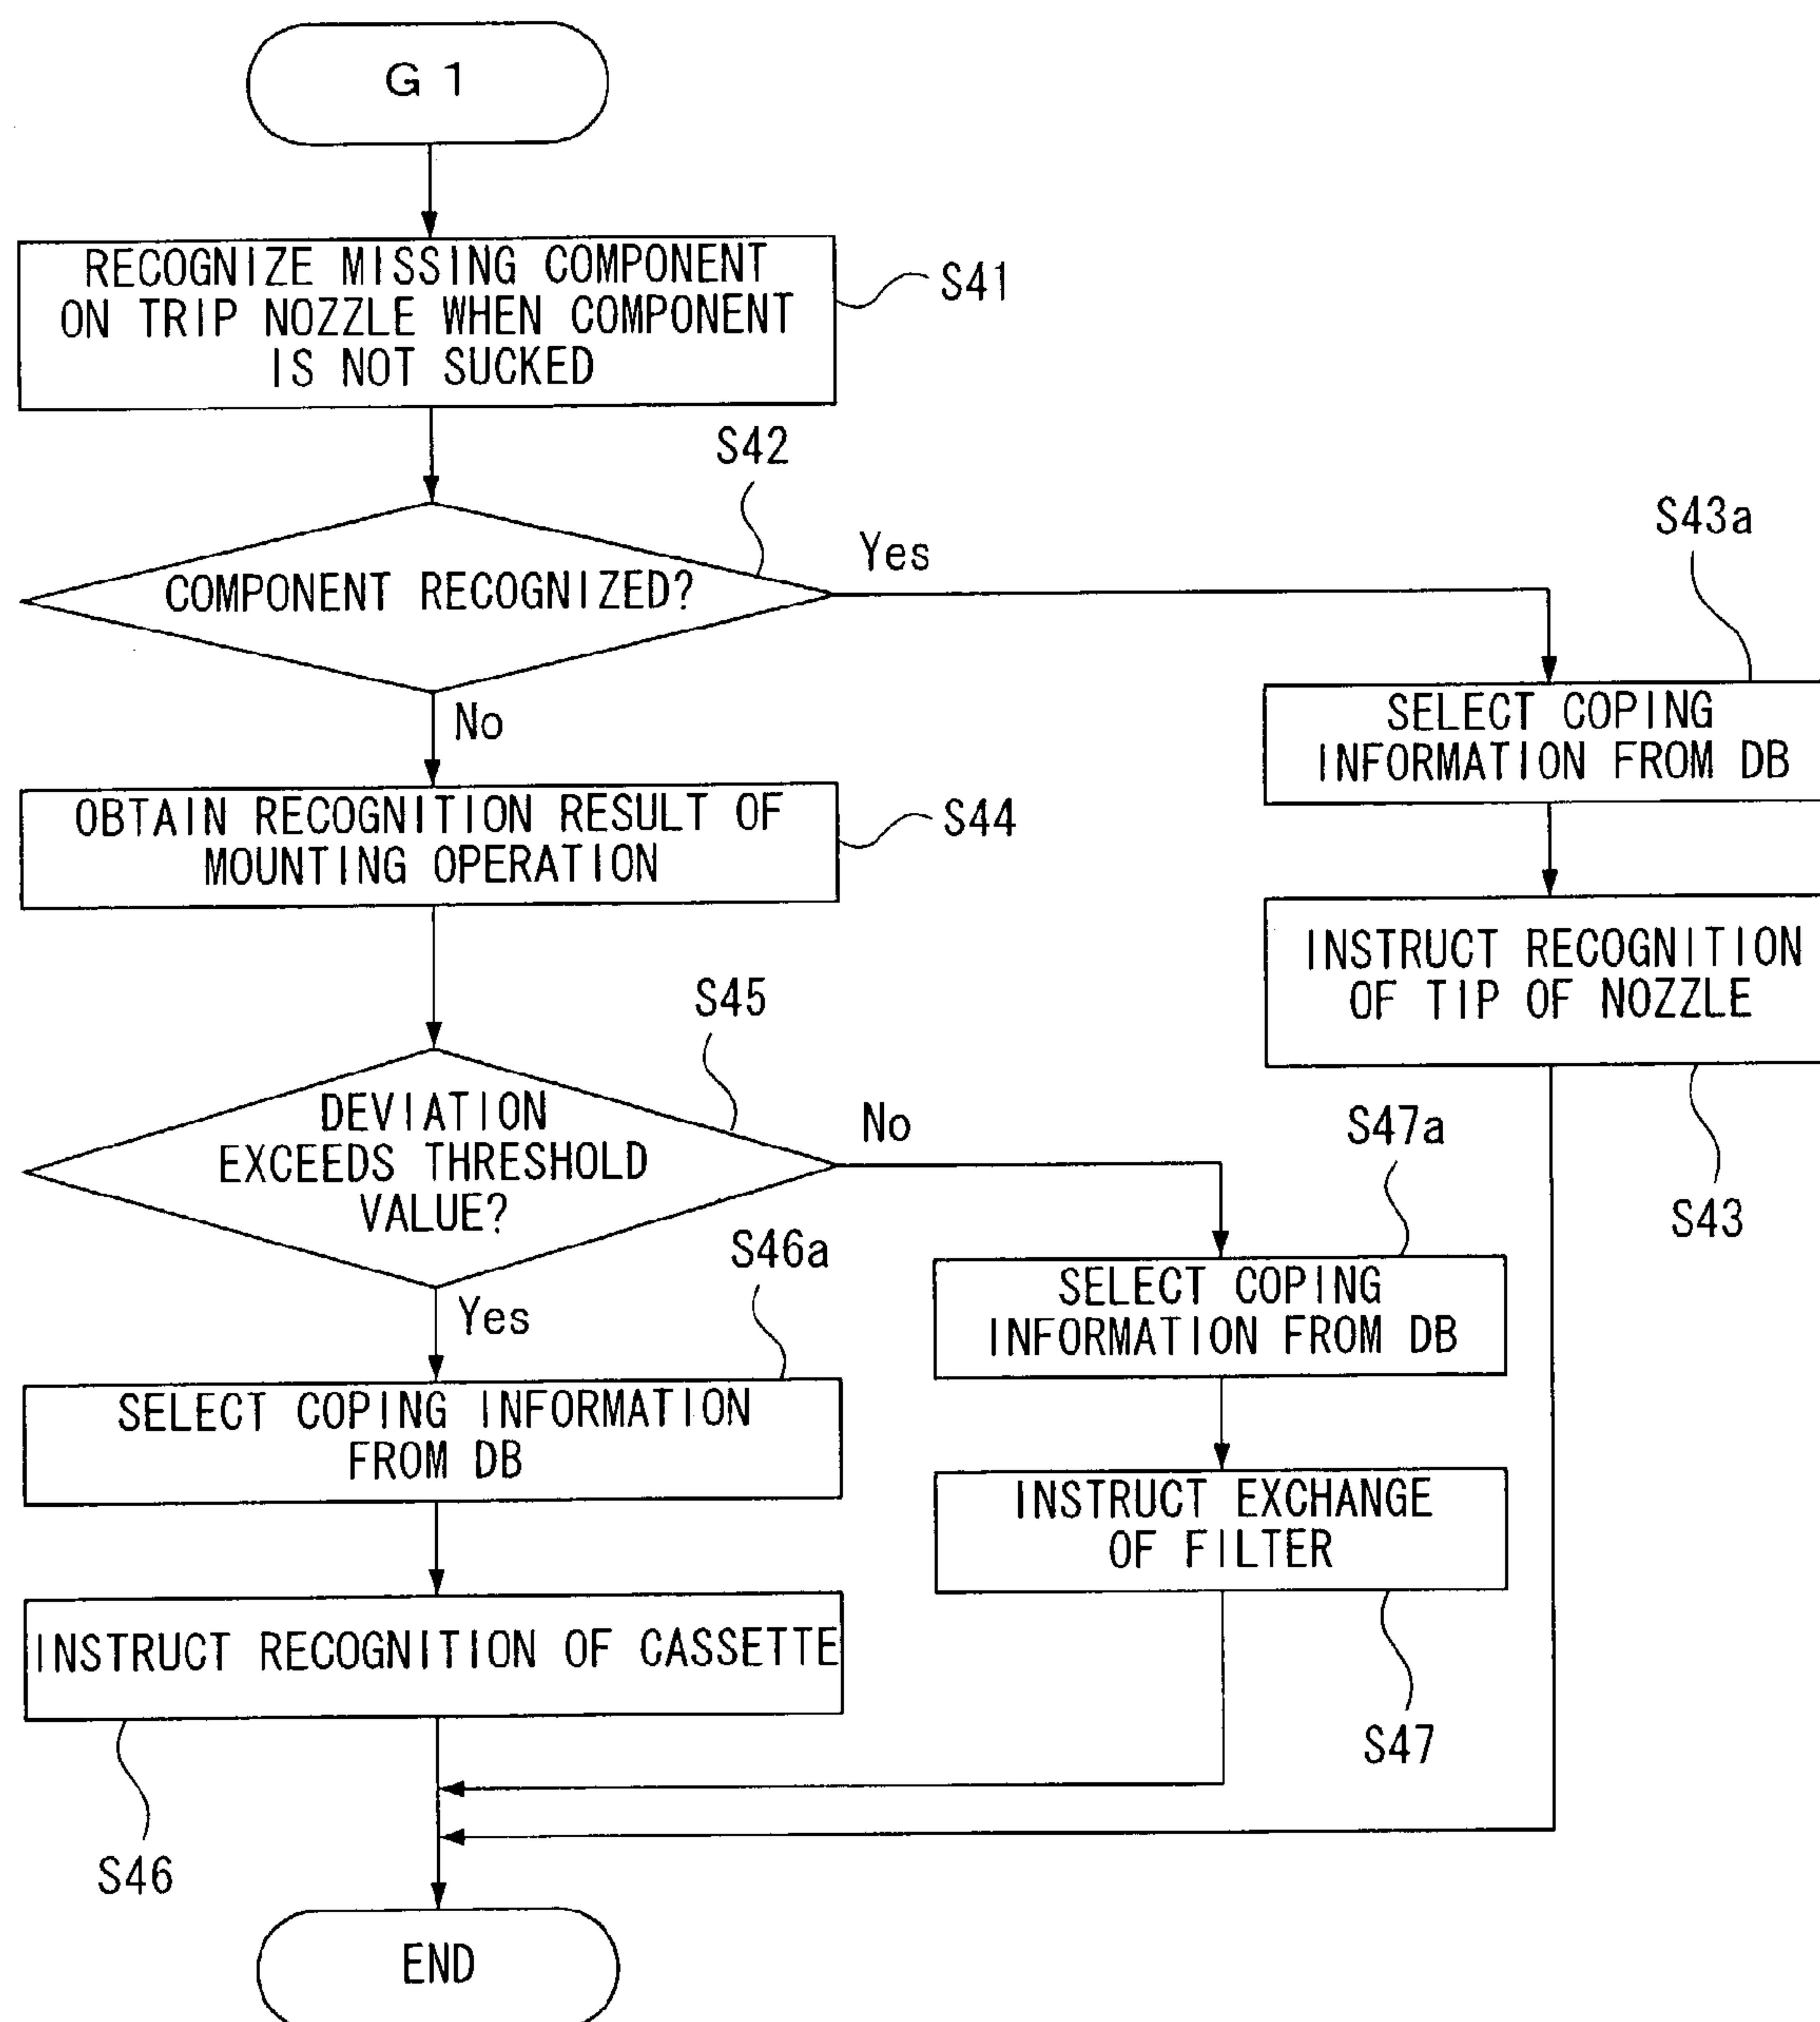 G 1
RECOGNIZE MISSING COMPONENT
ON TRIP NOZZLE WHEN COMPONENT
IS NOT SUCKED
S41
S42
COMPONENT RECOGNIZED?
Yes
No
S43a
SELECT COPING
INFORMATION FROM DB
INSTRUCT RECOGNITION
OF TIP OF NOZZLE
S43
OBTAIN RECOGNITION RESULT OF
MOUNTING OPERATION
S44
S45
DEVIATION
EXCEEDS THRESHOLD
VALUE?
No
Yes
S47a
SELECT COPING
INFORMATION FROM DB
INSTRUCT EXCHANGE
OF FILTER
S47
S46a
SELECT COPING INFORMATION
FROM DB
INSTRUCT RECOGNITION OF CASSETTE
S46
END